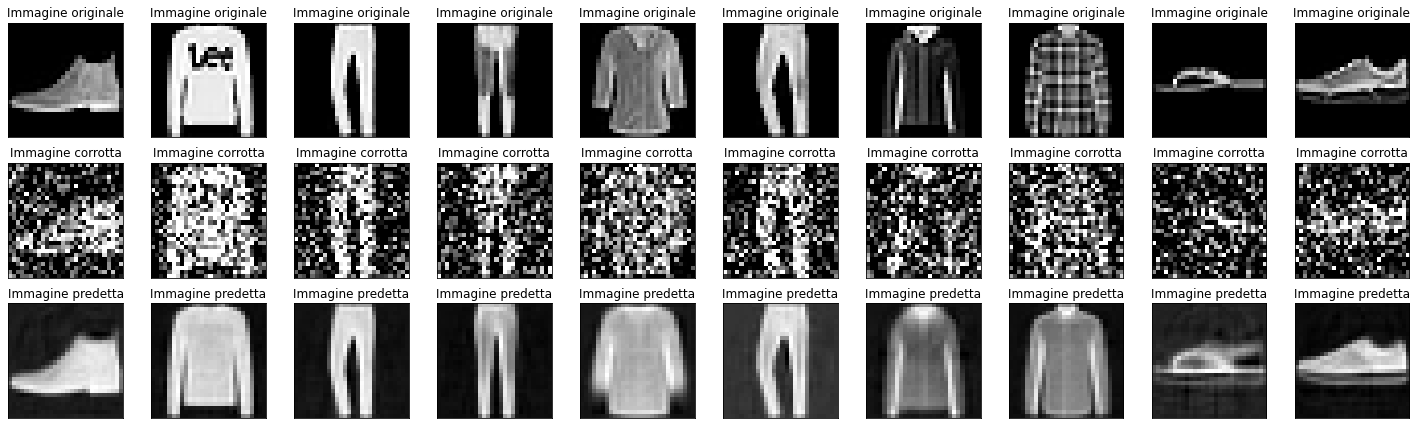 Immagine originale Immagine originale Immagine originale Immagine originale Immagine originale Immagine originale Immagine originale Immagine originale Immagine originale Immagine originale
Lee
Immagine corrotta Immagine corrotta Immagine corrotta Immagine corrotta Immagine corrotta Immagine corrotta Immagine corrotta Immagine corrotta Immagine corrotta Immagine corrotta
Immagine predetta Immagine predetta Immagine predetta Immagine predetta Immagine predetta Immagine predetta Immagine predetta Immagine predetta Immagine predetta Immagine predetta